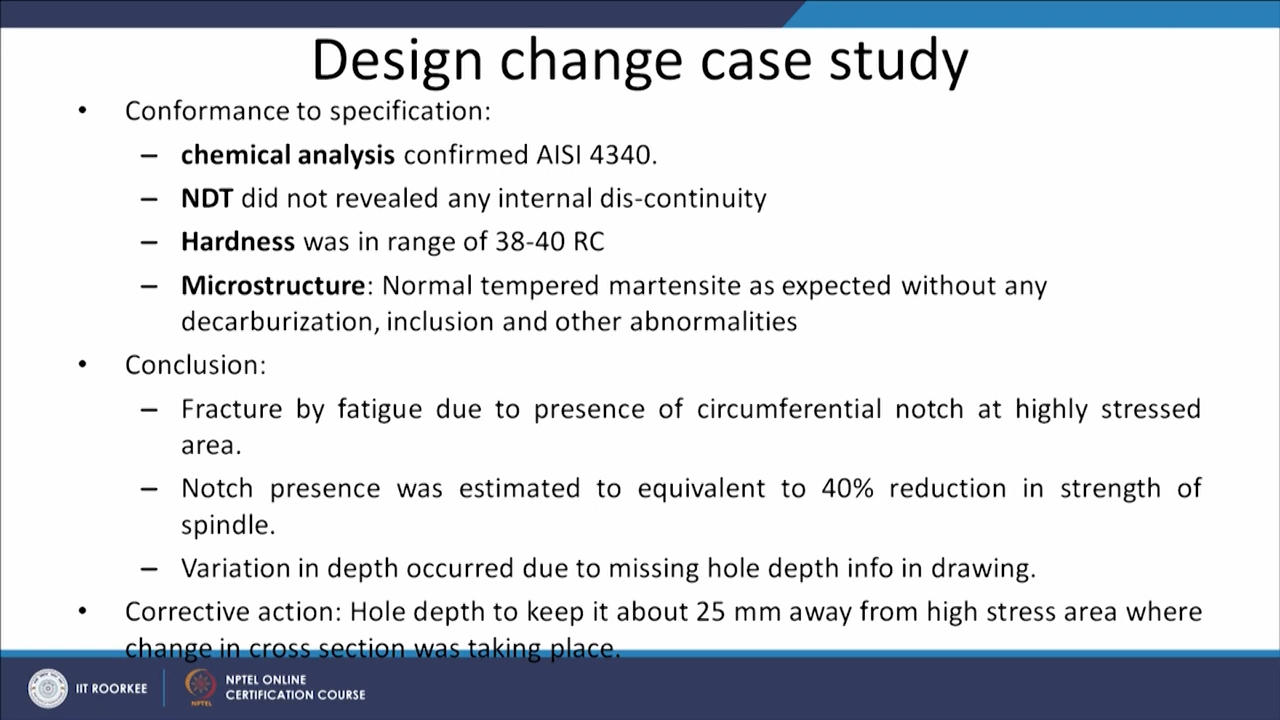 Design change case study
• Conformance to specification:
– chemical analysis confirmed AISI 4340.
– NDT did not revealed any internal dis-continuity
– Hardness was in range of 38-40 RC
– Microstructure: Normal tempered martensite as expected without any
decarburization, inclusion and other abnormalities
• Conclusion:
– Fracture by fatigue due to presence of circumferential notch at highly stressed
area.
– Notch presence was estimated to equivalent to 40% reduction in strength of
spindle.
– Variation in depth occurred due to missing hole depth info in drawing.
• Corrective action: Hole depth to keep it about 25 mm away from high stress area where
change in cross section was taking place.
IIT ROORKEE
NPTEL
NPTEL ONLINE
CERTIFICATION COURSE